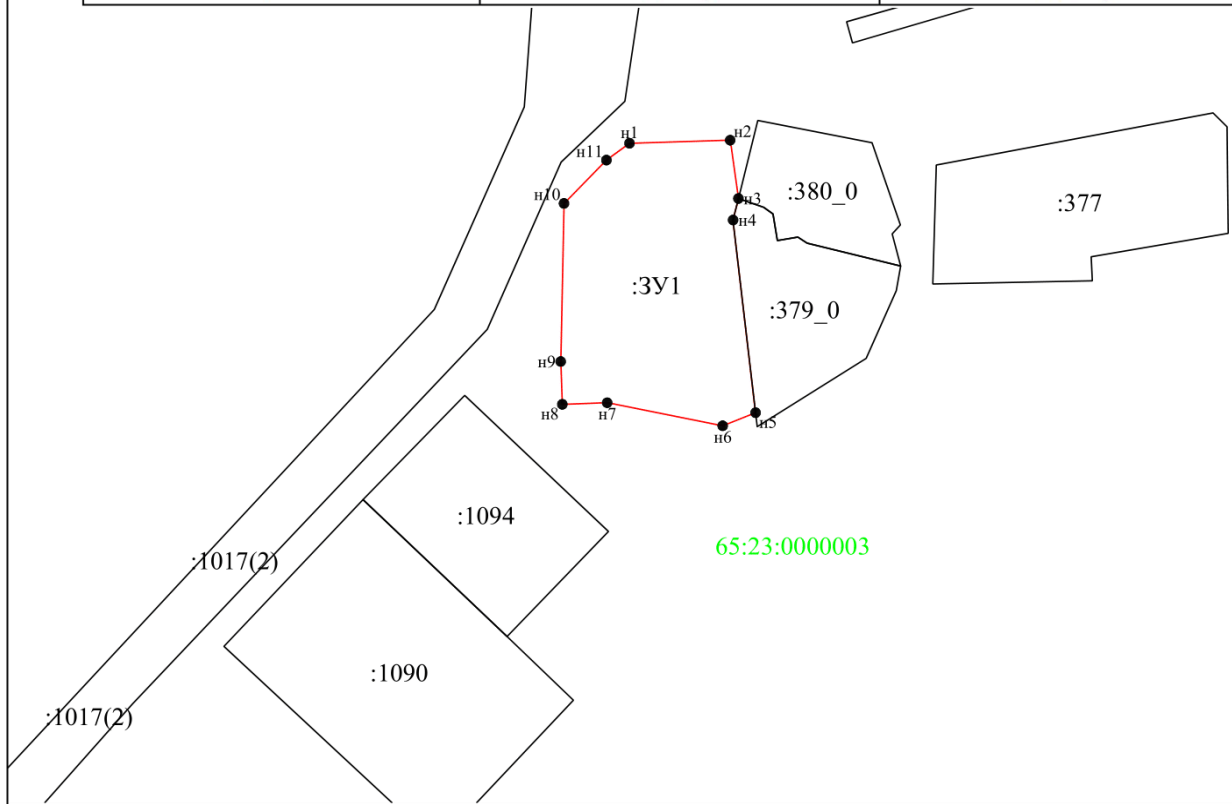 н1
н2
н11
:380_0
н10
н3
:377
н4
:ЗУ1
:379_0
н9
н8
н7
н5
н6
:1094
65:23:0000003
:1017(2)
:1090
:1017(2)